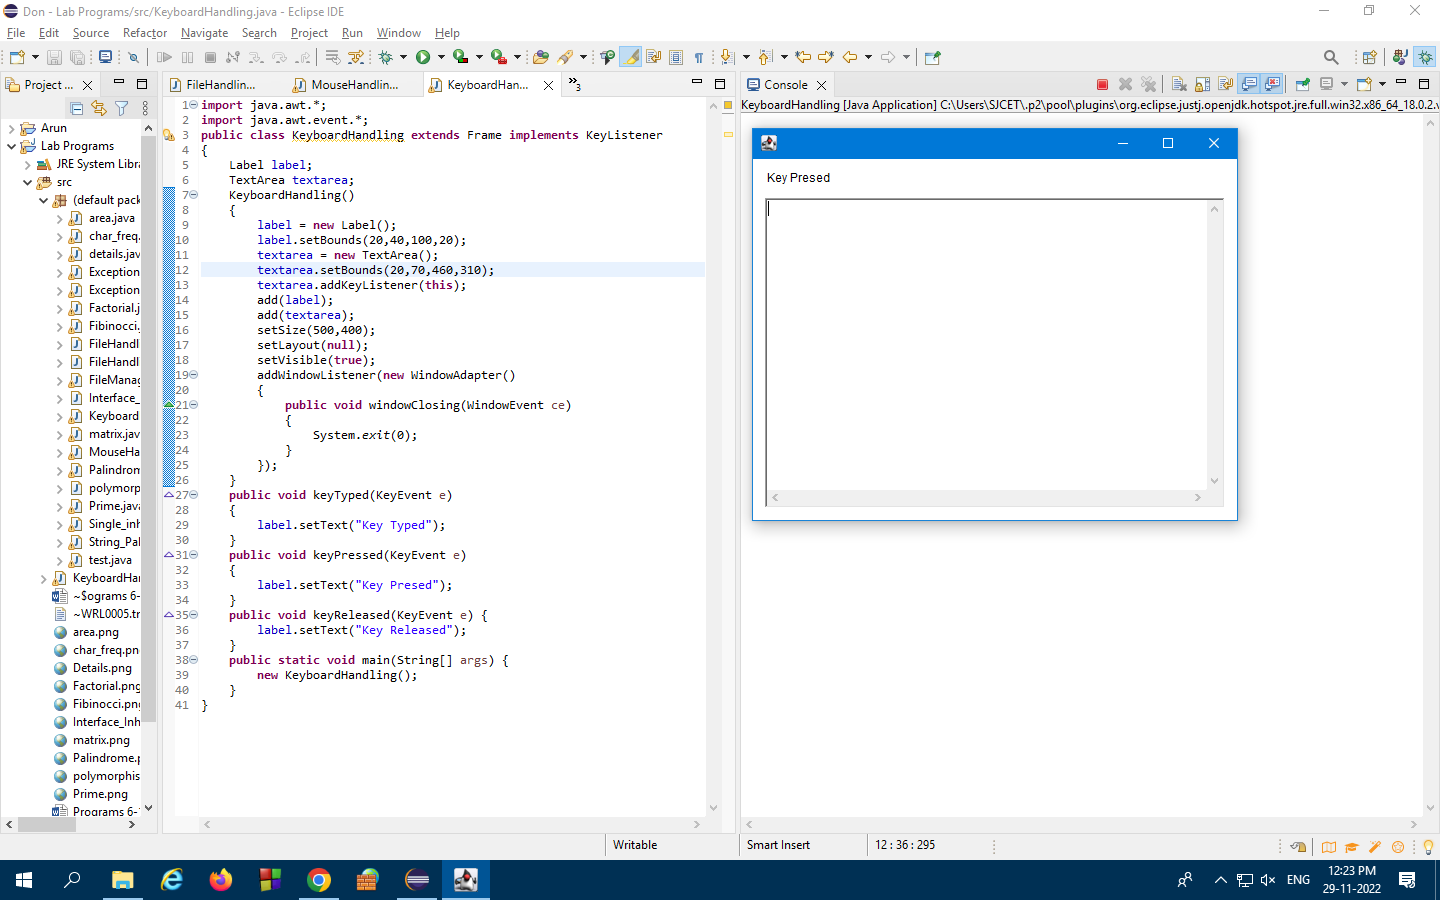 Don - Lab Programs/src/KeyboardHandling.java - Eclipse IDE
File Edit Source Refactor Navigate Search Project Run Window Help
Project ...
Arun
Lab Programs
JRE System Libra
src
(default pack
area.java
char_freq.
details.jav
Exception
Exception
Factorial.j
Fibinocci.
FileHandl
FileHandl
FileManag
Interface_
Keyboard
matrix.jav
MouseHa
Palindrom
polymorp
Prime.java
Single_inh
String_Pal
test.java
KeyboardHan
~$ograms 6-
~WRL0005.tr
area.png
char_freq.pn
Details.png
Factorial.png
Fibinocci.png
Interface_Inh
matrix.png
Palindrome.p
polymorphis
Prime.png
Programs 6-1
FileHandlin... MouseHandlin... KeyboardHan... »3
1 import java.awt.*;
2 import java.awt.event.*;
3 public class KeyboardHandling extends Frame implements KeyListener
4 {
5 Label label;
6 TextArea textarea;
7 KeyboardHandling()
8 {
9 label = new Label();
10 label.setBounds(20,40,100,20);
11 textarea = new TextArea();
12 textarea.setBounds(20,70,460,310);
13 textarea.addKeyListener(this);
14 add(label);
15 add(textarea);
16 setSize(500,400);
17 setLayout(null);
18 setVisible(true);
19 addWindowListener(new WindowAdapter()
20 {
21 public void windowClosing(WindowEvent ce)
22 {
23 System.exit(0);
24 }
25 });
26 }
27 public void keyTyped(KeyEvent e)
28 {
29 label.setText("Key Typed");
30 }
31 public void keyPressed(KeyEvent e)
32 {
33 label.setText("Key Presed");
34 }
35 public void keyReleased(KeyEvent e) {
36 label.setText("Key Released");
37 }
38 public static void main(String[] args) {
39 new KeyboardHandling();
40 }
41 }
Console
KeyboardHandling [Java Application] C:\Users\SJCET\.p2\pool\plugins\org.eclipse.justj.openjdk.hotspot.jre.full.win32.x86_64_18.0.2.v
Key Presed
Writable Smart Insert 12 : 36 : 295
ENG 12:23 PM
29-11-2022